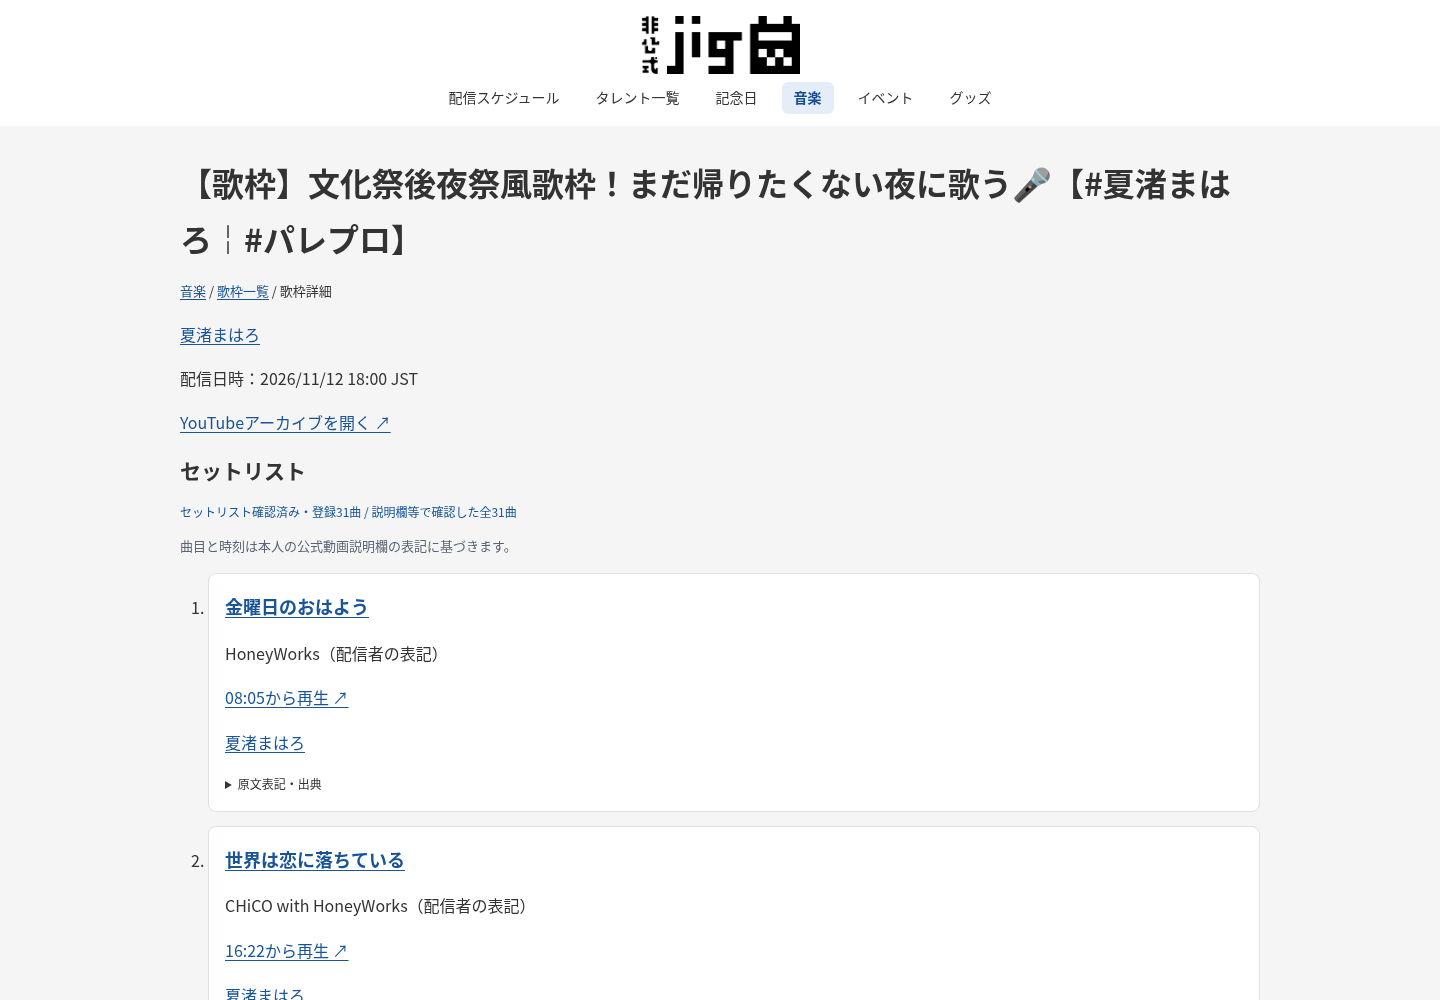 非公式 jig曲
配信スケジュール タレント一覧 記念日 音楽 イベント グッズ
【歌枠】文化祭後夜祭風歌枠！まだ帰りたくない夜に歌う🎤【#夏渚まは
ろ￤#パレプロ】
音楽 / 歌枠一覧 / 歌枠詳細
夏渚まはろ
配信日時：2026/11/12 18:00 JST
YouTubeアーカイブを開く ↗
セットリスト
セットリスト確認済み・登録31曲 / 説明欄等で確認した全31曲
曲目と時刻は本人の公式動画説明欄の表記に基づきます。
1. 金曜日のおはよう
HoneyWorks（配信者の表記）
08:05から再生 ↗
夏渚まはろ
▶ 原文表記・出典
2. 世界は恋に落ちている
CHiCO with HoneyWorks（配信者の表記）
16:22から再生 ↗
夏渚まはろ